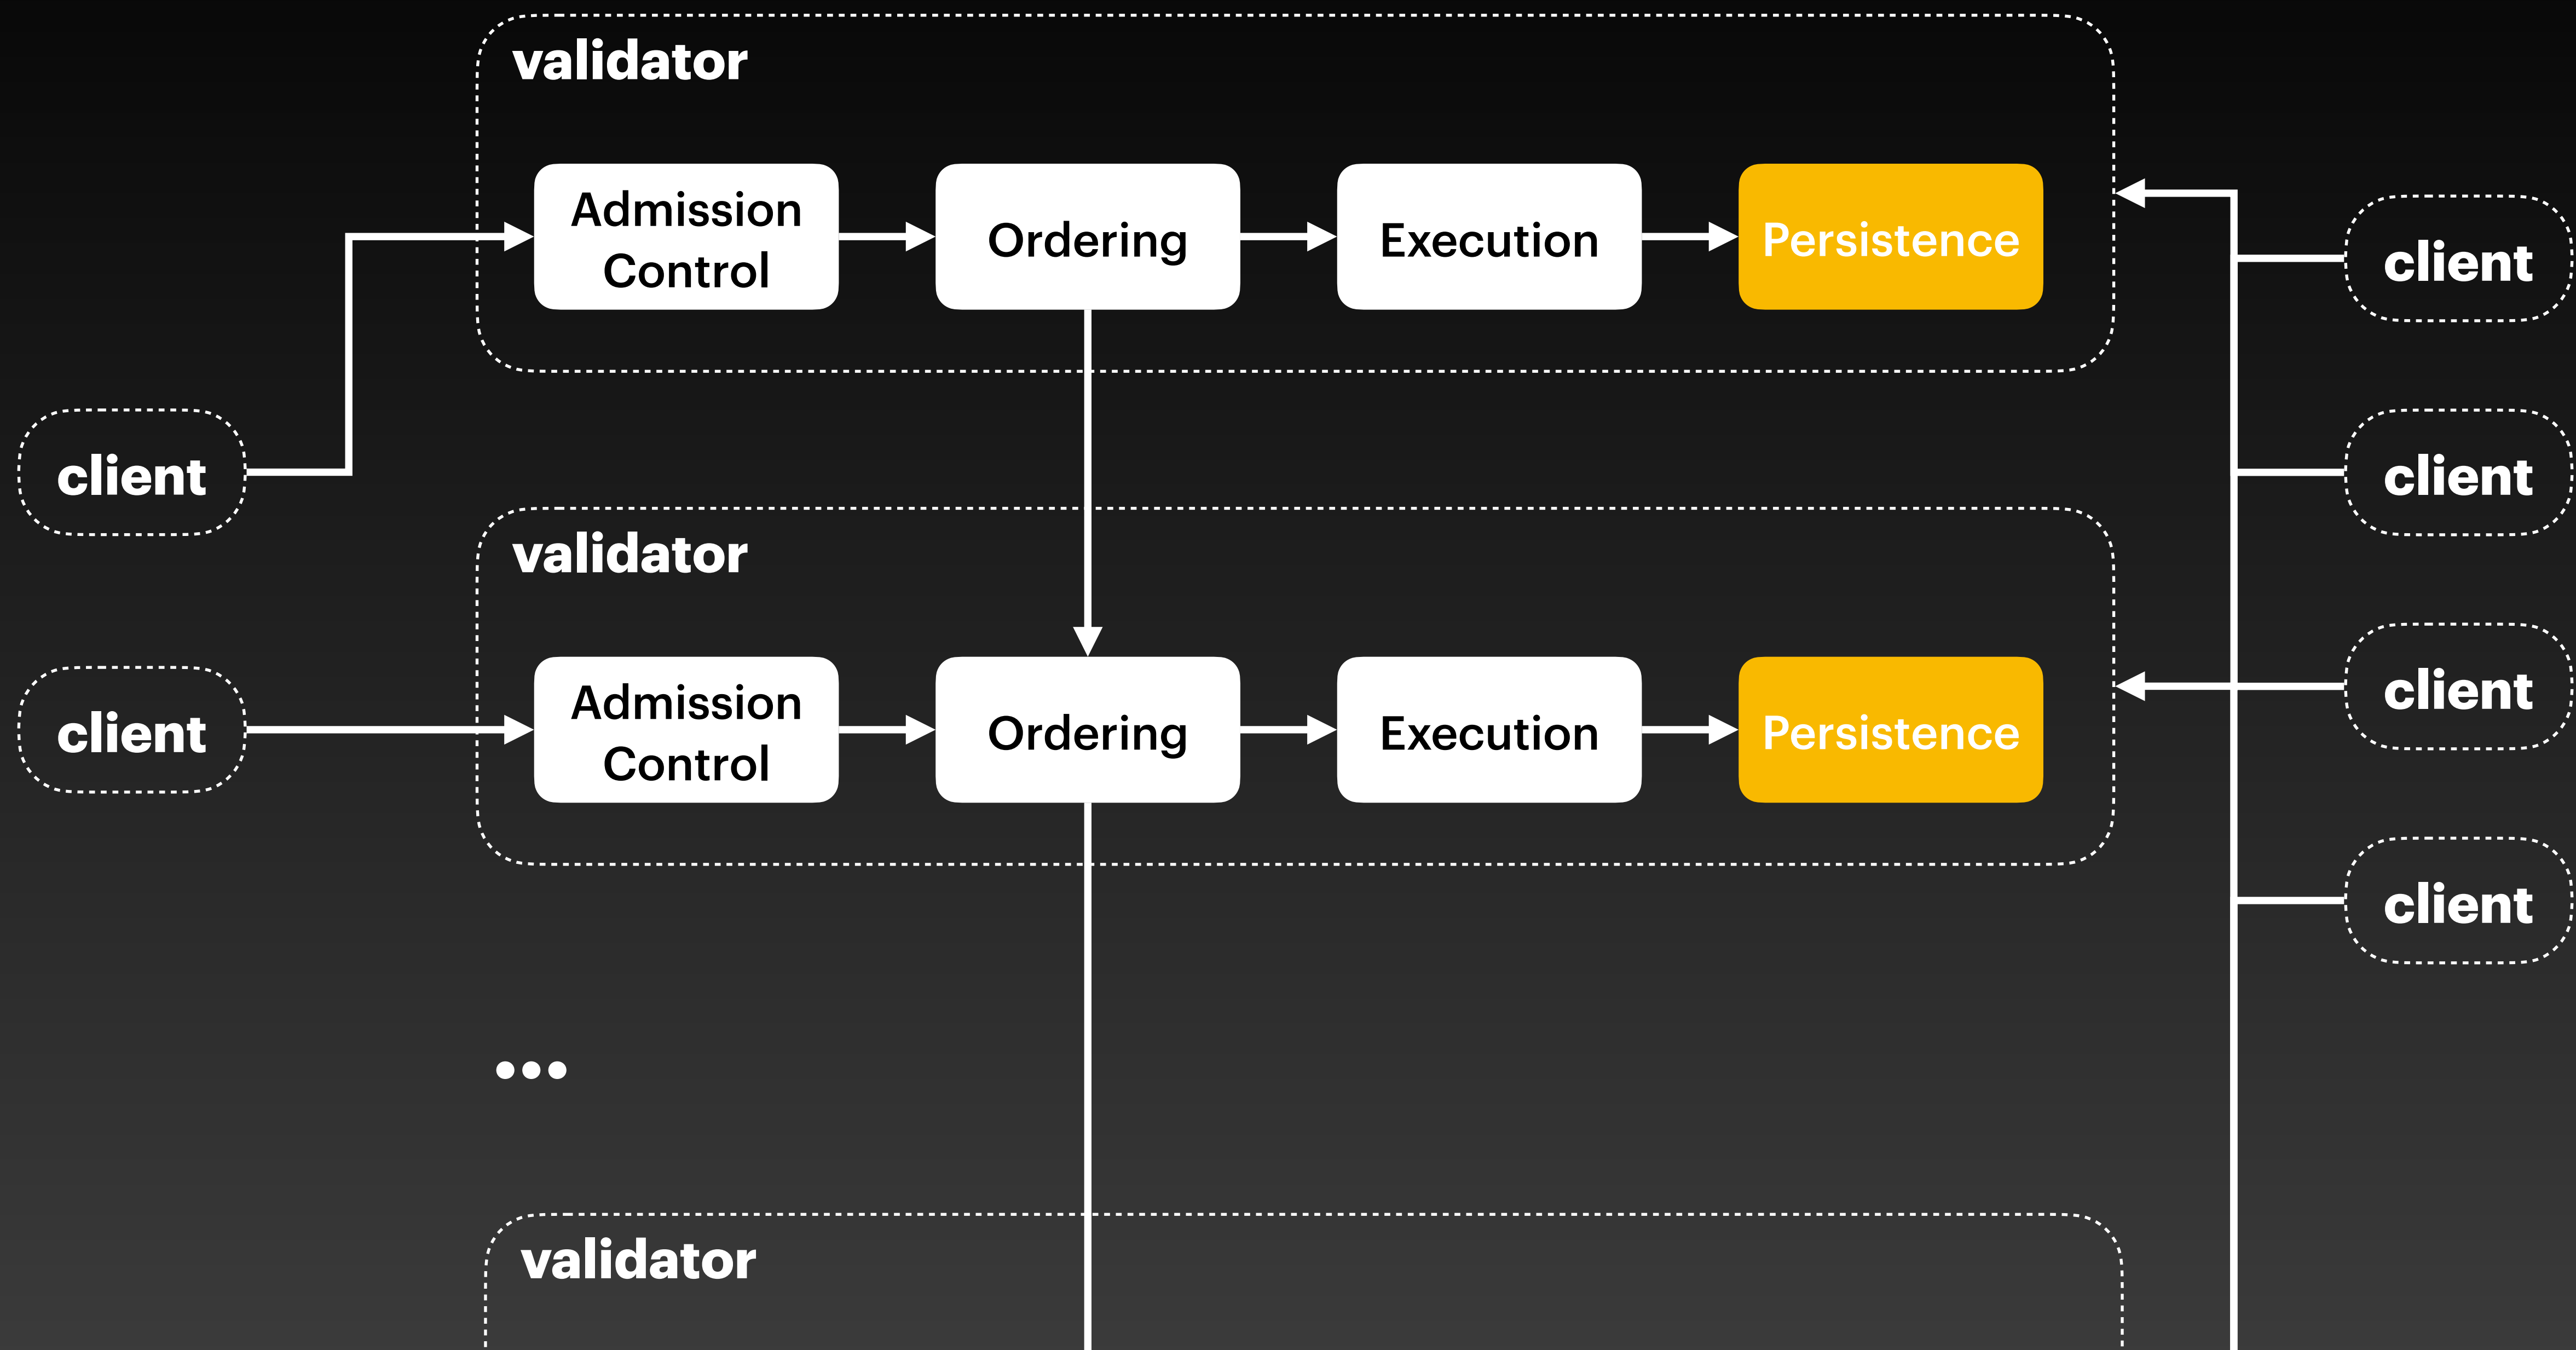 validator
Admission
Control
Ordering
Execution
Persistence
client
client
client
validator
Admission
Control
Ordering
Execution
Persistence
client
client
client
•••
validator